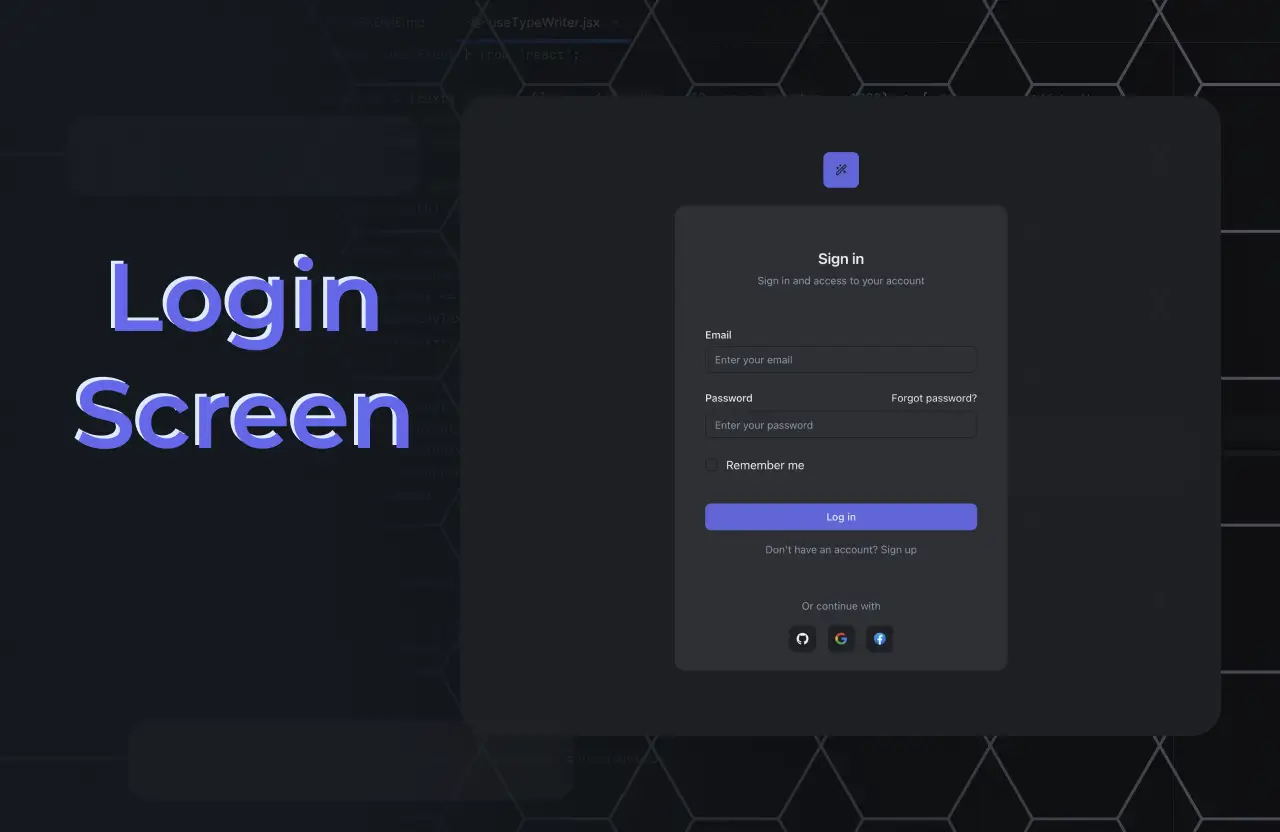 useTypeWriter.jsx
Login
Screen
Sign in
Sign in and access to your account
Email
Enter your email
Password Forgot password?
Enter your password
Remember me
Log in
Don't have an account? Sign up
Or continue with